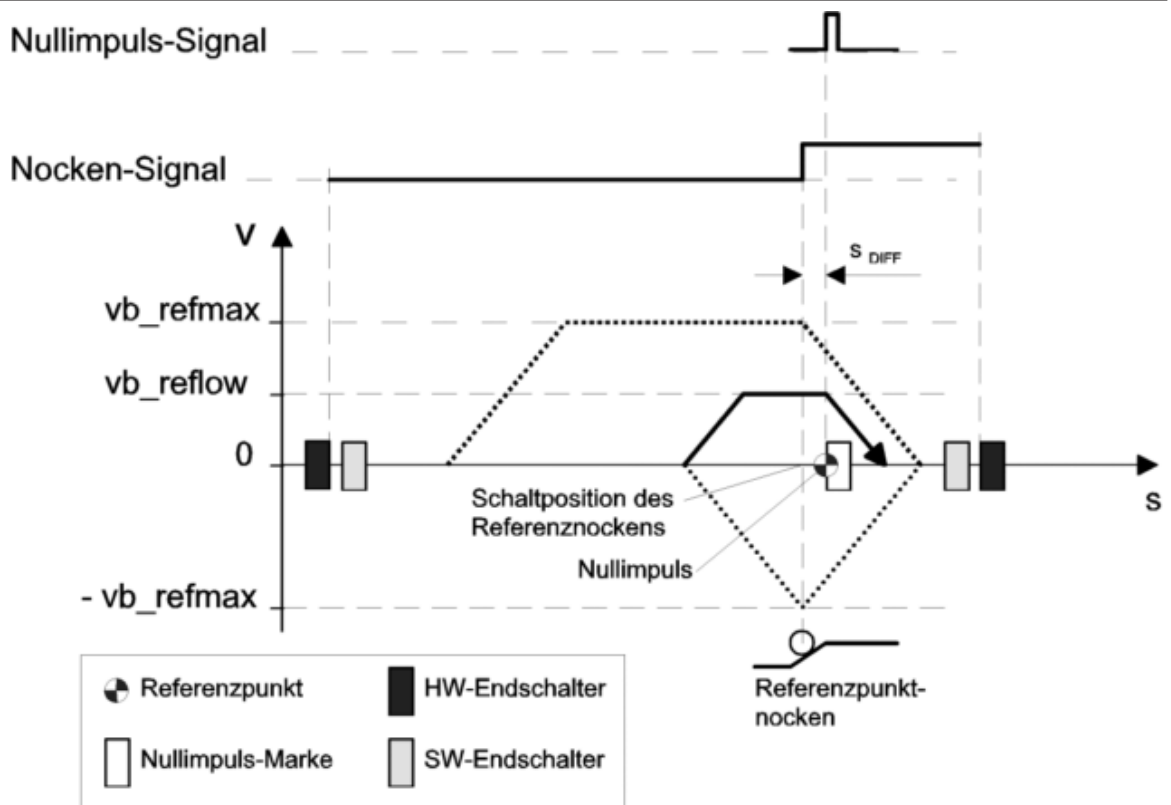 Nullimpuls-Signal
Nocken-Signal
v
s DIFF
vb_refmax
vb_reflow
0
Schaltposition des
Referenznockens
s
Nullimpuls
- vb_refmax
Referenzpunkt-
nocken
Referenzpunkt
HW-Endschalter
Nullimpuls-Marke
SW-Endschalter